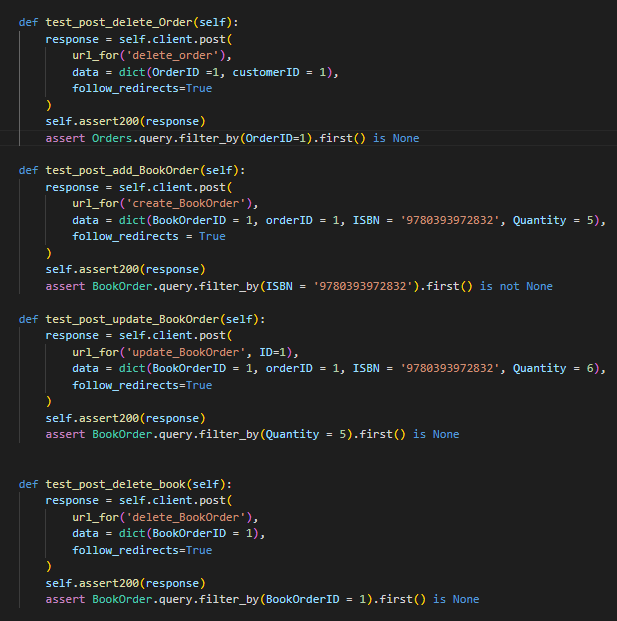 def test_post_delete_Order(self):
    response = self.client.post(
        url_for('delete_order'),
        data = dict(OrderID =1, customerID = 1),
        follow_redirects=True
    )
    self.assert200(response)
    assert Orders.query.filter_by(OrderID=1).first() is None
def test_post_add_BookOrder(self):
    response = self.client.post(
        url_for('create_BookOrder'),
        data = dict(BookOrderID = 1, orderID = 1, ISBN = '9780393972832', Quantity = 5),
        follow_redirects = True
    )
    self.assert200(response)
    assert BookOrder.query.filter_by(ISBN = '9780393972832').first() is not None
def test_post_update_BookOrder(self):
    response = self.client.post(
        url_for('update_BookOrder', ID=1),
        data = dict(BookOrderID = 1, orderID = 1, ISBN = '9780393972832', Quantity = 6),
        follow_redirects=True
    )
    self.assert200(response)
    assert BookOrder.query.filter_by(Quantity = 5).first() is None
def test_post_delete_book(self):
    response = self.client.post(
        url_for('delete_BookOrder'),
        data = dict(BookOrderID = 1),
        follow_redirects=True
    )
    self.assert200(response)
    assert BookOrder.query.filter_by(BookOrderID = 1).first() is None